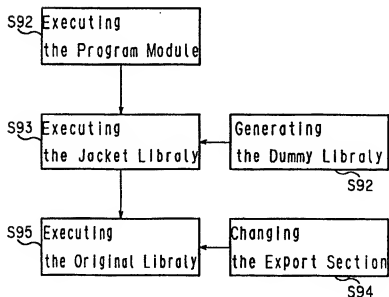 S92 Executing
the Program Module
S93 Executing
the Jacket Libraly
Generating
the Dummy Libraly
S92
S95 Executing
the Original Libraly
Changing
the Export Section
S94